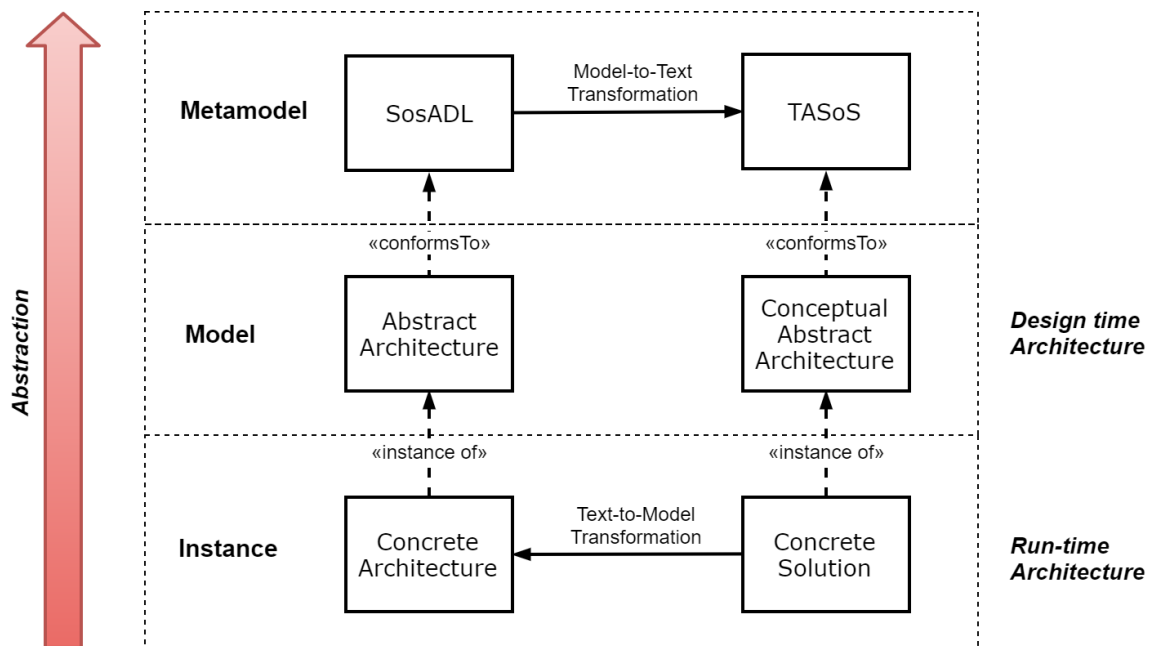 Metamodel
SosADL
Model-to-Text
Transformation
TASoS
«conformsTo»
«conformsTo»
Abstraction
Model
Abstract
Architecture
Conceptual
Abstract
Architecture
Design time
Architecture
«instance of»
«instance of»
Instance
Concrete
Architecture
Text-to-Model
Transformation
Concrete
Solution
Run-time
Architecture